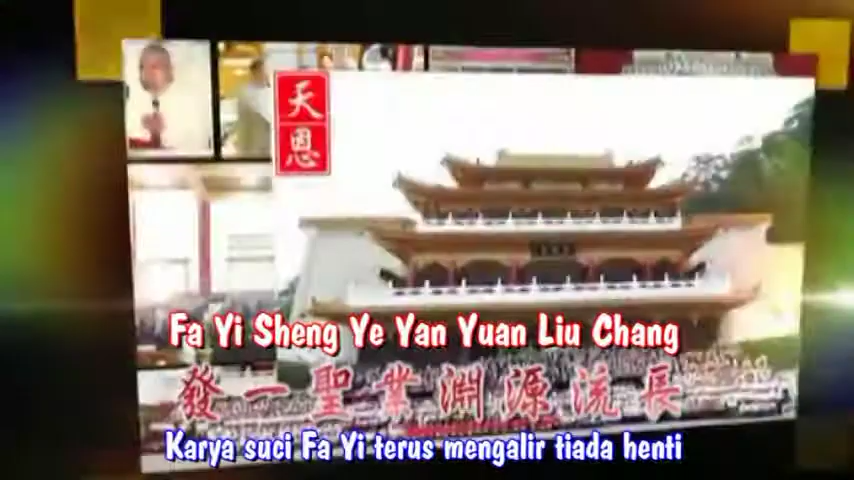 天恩
Fa Yi Sheng Ye Yan Yuan Liu Chang
發一聖業淵源流長
Karya suci Fa Yi terus mengalir tiada henti